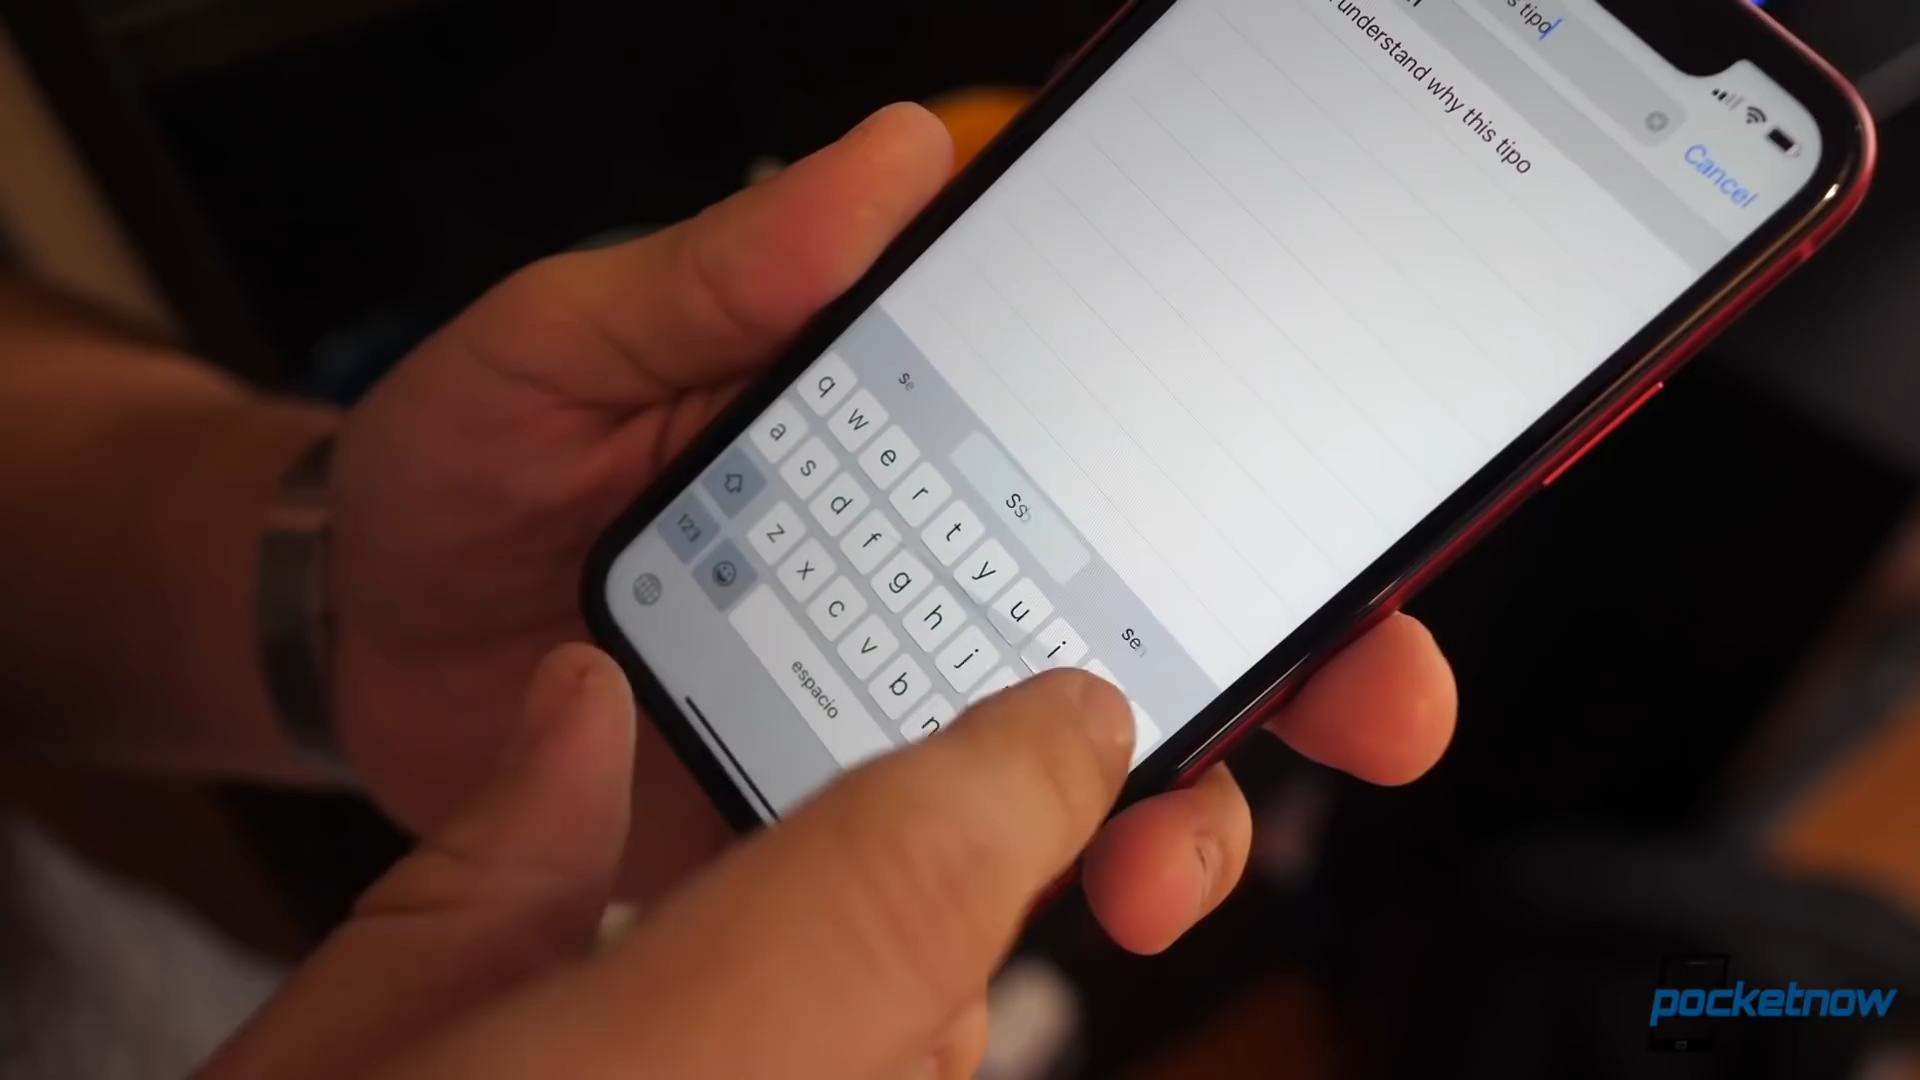 s tipo
understand why this tipo
Cancel
se
ss
se
q w e r t y u i
a s d f g h j
z x c v b n
123
espacio
pocketnow